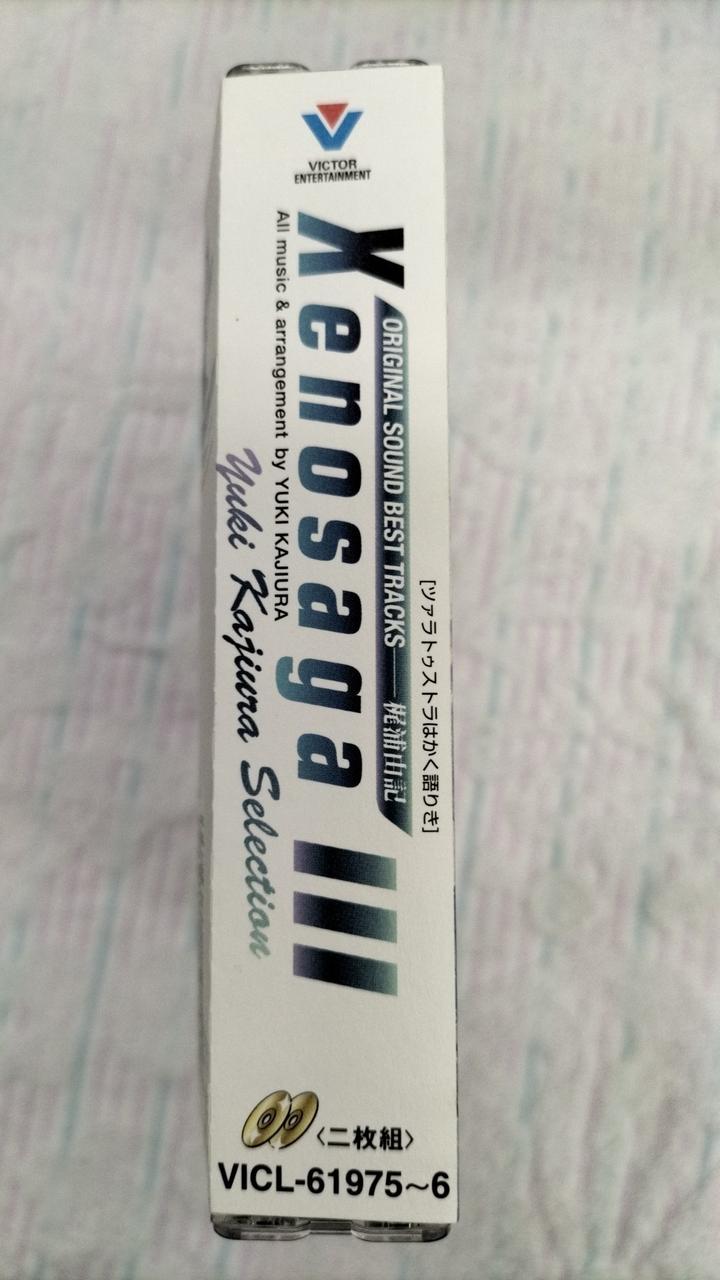 VICTOR
ENTERTAINMENT
[ツァラトゥストラはかく語りき]
ORIGINAL SOUND BEST TRACKS——梶浦由記
Xenosaga III
All music & arrangement by YUKI KAJIURA
Yuki Kajiura Selection
〈二枚組〉
VICL-61975~6